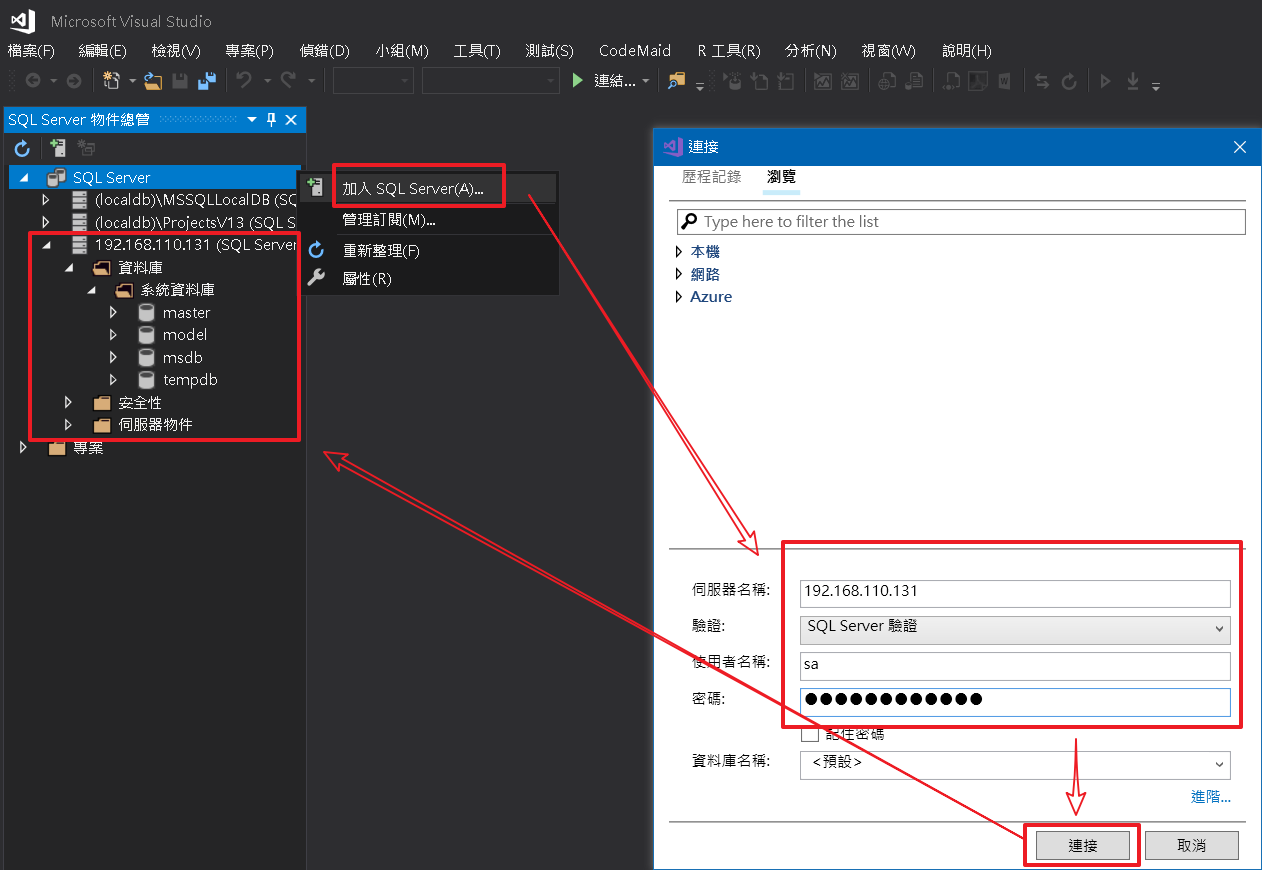 Microsoft Visual Studio
檔案(F) 編輯(E) 檢視(V) 專案(P) 偵錯(D) 小組(M) 工具(T) 測試(S) CodeMaid R 工具(R) 分析(N) 視窗(W) 說明(H)
連結...
SQL Server 物件總管
SQL Server
(localdb)\MSSQLLocalDB (SQ
(localdb)\ProjectsV13 (SQL S
192.168.110.131 (SQL Server
資料庫
系統資料庫
master
model
msdb
tempdb
安全性
伺服器物件
專案
加入 SQL Server(A)...
管理訂閱(M)...
重新整理(F)
屬性(R)
連接
歷程記錄 瀏覽
Type here to filter the list
本機
網路
Azure
伺服器名稱: 192.168.110.131
驗證: SQL Server 驗證
使用者名稱: sa
密碼: ●●●●●●●●●●●●
記住密碼
資料庫名稱: <預設>
進階...
連接 取消